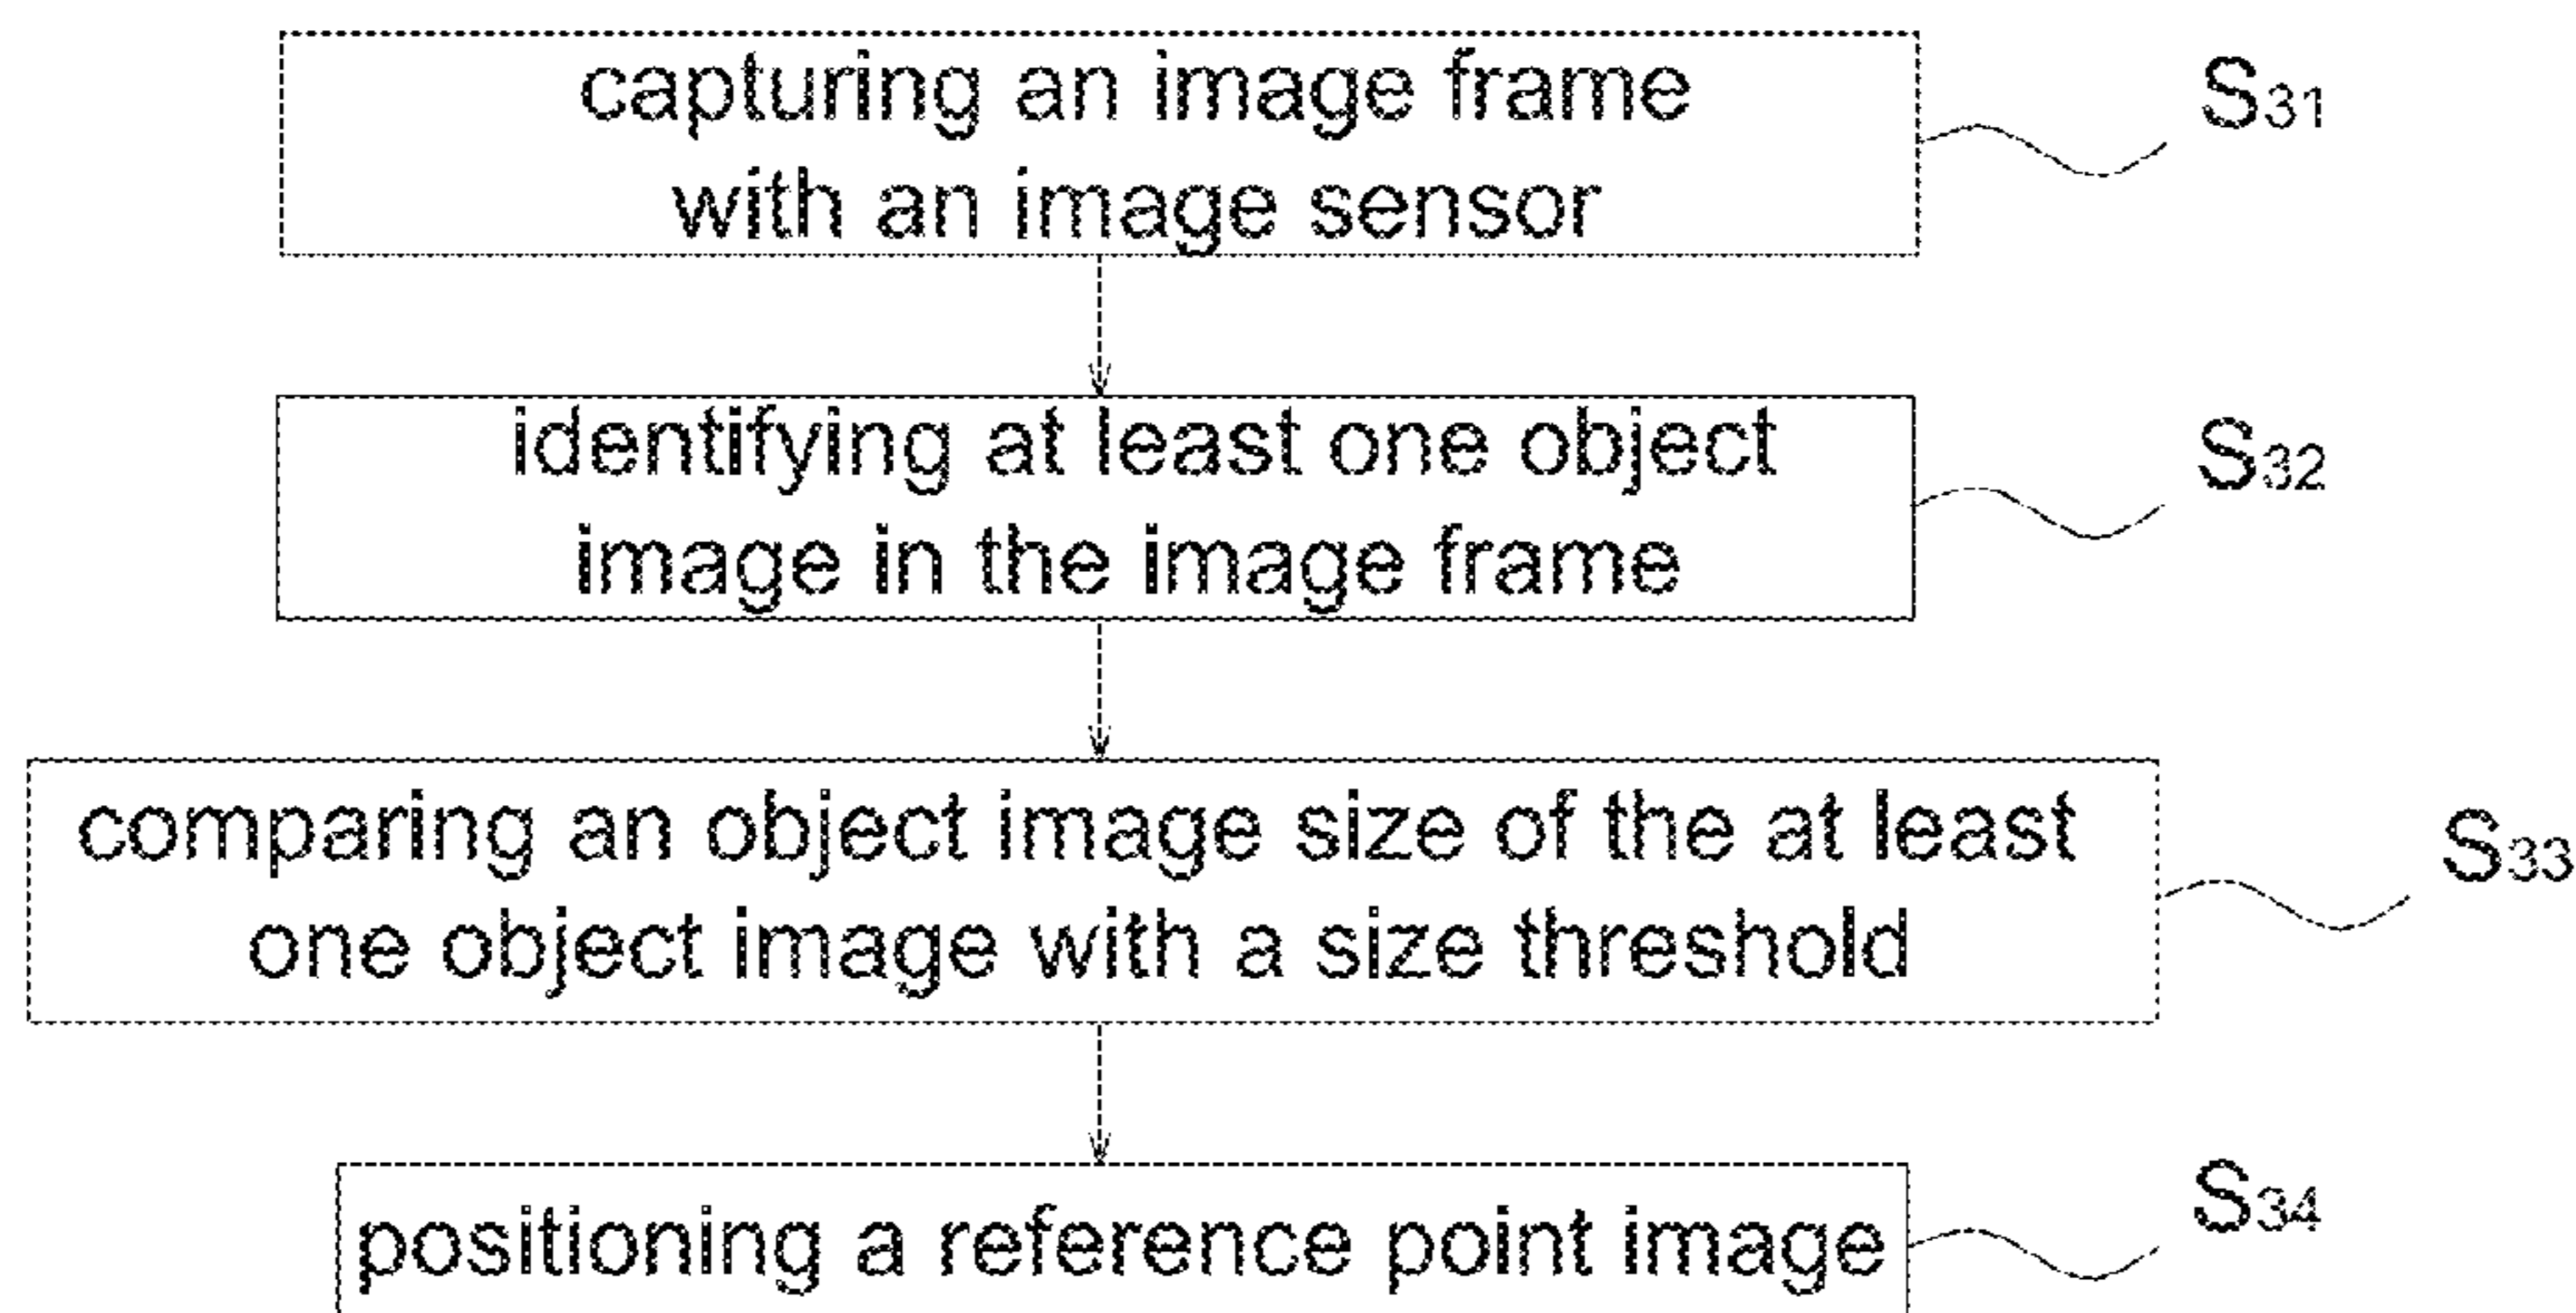 capturing an image frame
with an image sensor
S31
identifying at least one object
image in the image frame
S32
comparing an object image size of the at least
one object image with a size threshold
S33
positioning a reference point image
S34